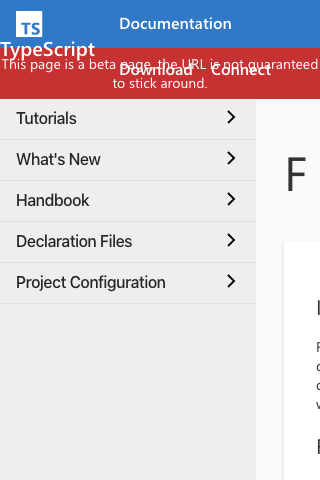 TS
Documentation
TypeScript
This page is a beta page, the URL is not guaranteed
Download Connect
to stick around.
Tutorials
What's New
Handbook
Declaration Files
Project Configuration
F